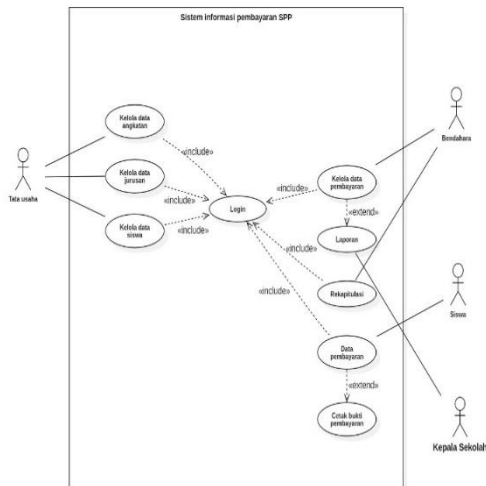 Sistem informasi pembayaran SPP
Kelola data
angkatan
«include»
Bendahara
Tata usaha
Kelola data
jurusan
«include»
Login
«include»
Kelola data
pembayaran
«extend»
Kelola data
siswa
«include»
Laporan
«include»
Rekapitulasi
«include»
Siswa
Data
pembayaran
«extend»
Cetak bukti
pembayaran
Kepala Sekolah